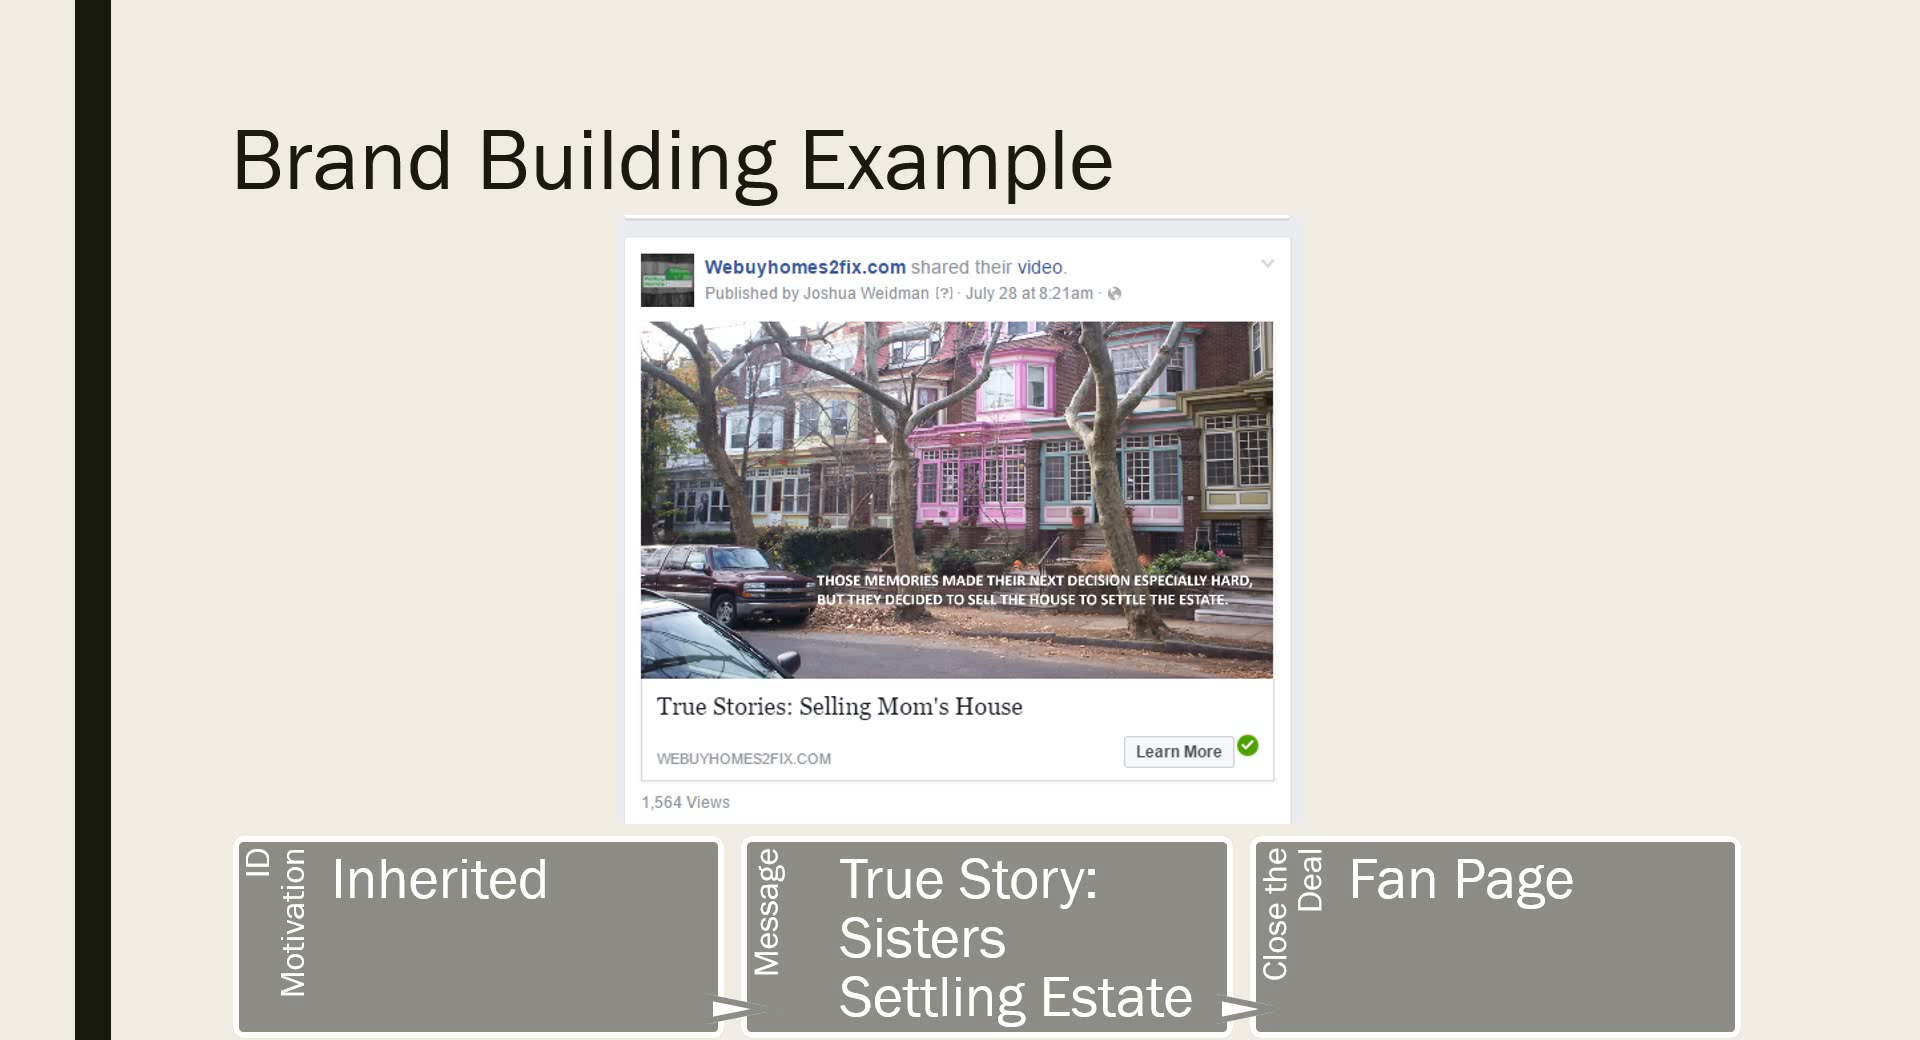 Brand Building Example
Webuyhomes2fix.com shared their video.
Published by Joshua Weidman [?] · July 28 at 8:21am ·
THOSE MEMORIES MADE THEIR NEXT DECISION ESPECIALLY HARD,
BUT THEY DECIDED TO SELL THE HOUSE TO SETTLE THE ESTATE.
True Stories: Selling Mom's House
WEBUYHOMES2FIX.COM
Learn More
1,564 Views
ID
Motivation
Inherited
Message
True Story:
Sisters
Settling Estate
Close the
Deal
Fan Page